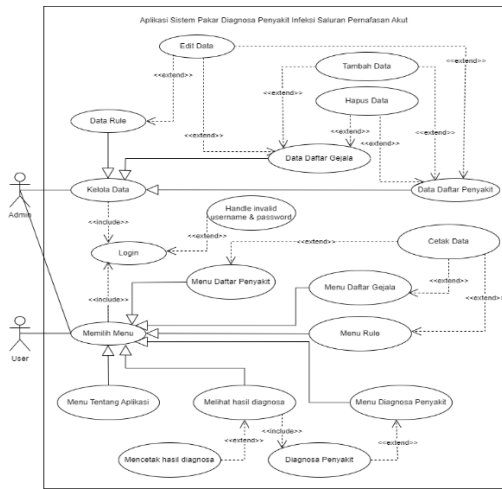 Aplikasi Sistem Pakar Diagnosa Penyakit Infeksi Saluran Pernafasan Akut
Edit Data
<<extend>>
<<extend>>
Tambah Data
<<extend>>
Hapus Data
<<extend>>
<<extend>>
Data Rule
<<extend>>
<<extend>>
Data Daftar Gejala
Kelola Data
Data Daftar Penyakit
Admin
<<include>>
Handle invalid
username & password
Login
<<extend>>
<<extend>>
Cetak Data
Menu Daftar Penyakit
Menu Daftar Gejala
<<extend>>
<<include>>
<<extend>>
Menu Rule
Memilih Menu
User
Menu Tentang Aplikasi
Melihat hasil diagnosa
Menu Diagnosa Penyakit
<<extend>>
<<include>>
<<extend>>
Mencetak hasil diagnosa
Diagnosa Penyakit